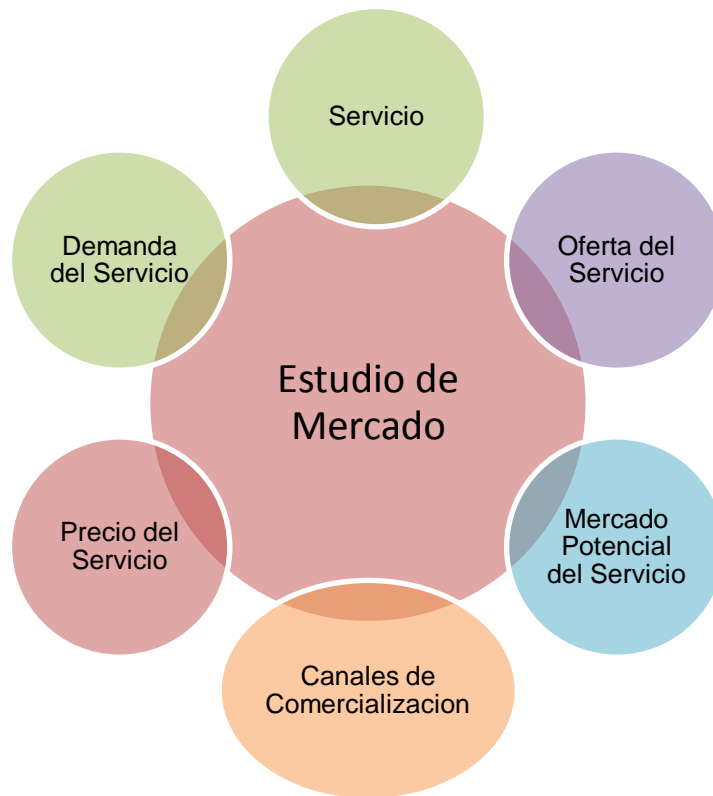 Servicio
Demanda
del Servicio
Oferta del
Servicio
Estudio de
Mercado
Precio del
Servicio
Mercado
Potencial
del Servicio
Canales de
Comercializacion